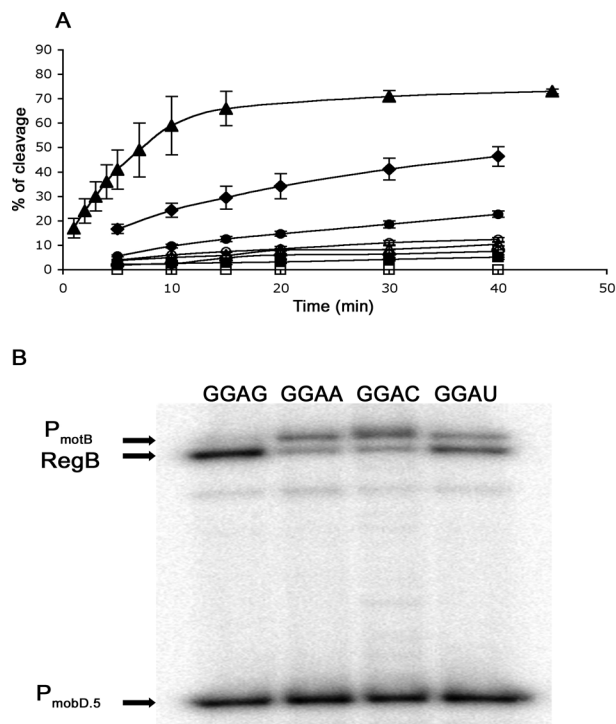 A
90
80
70
60
50
40
30
20
10
0
% of cleavage
0 10 20 30 40 50
Time (min)
B
GGAG GGAA GGAC GGAU
PmotB
RegB
PmobD.5